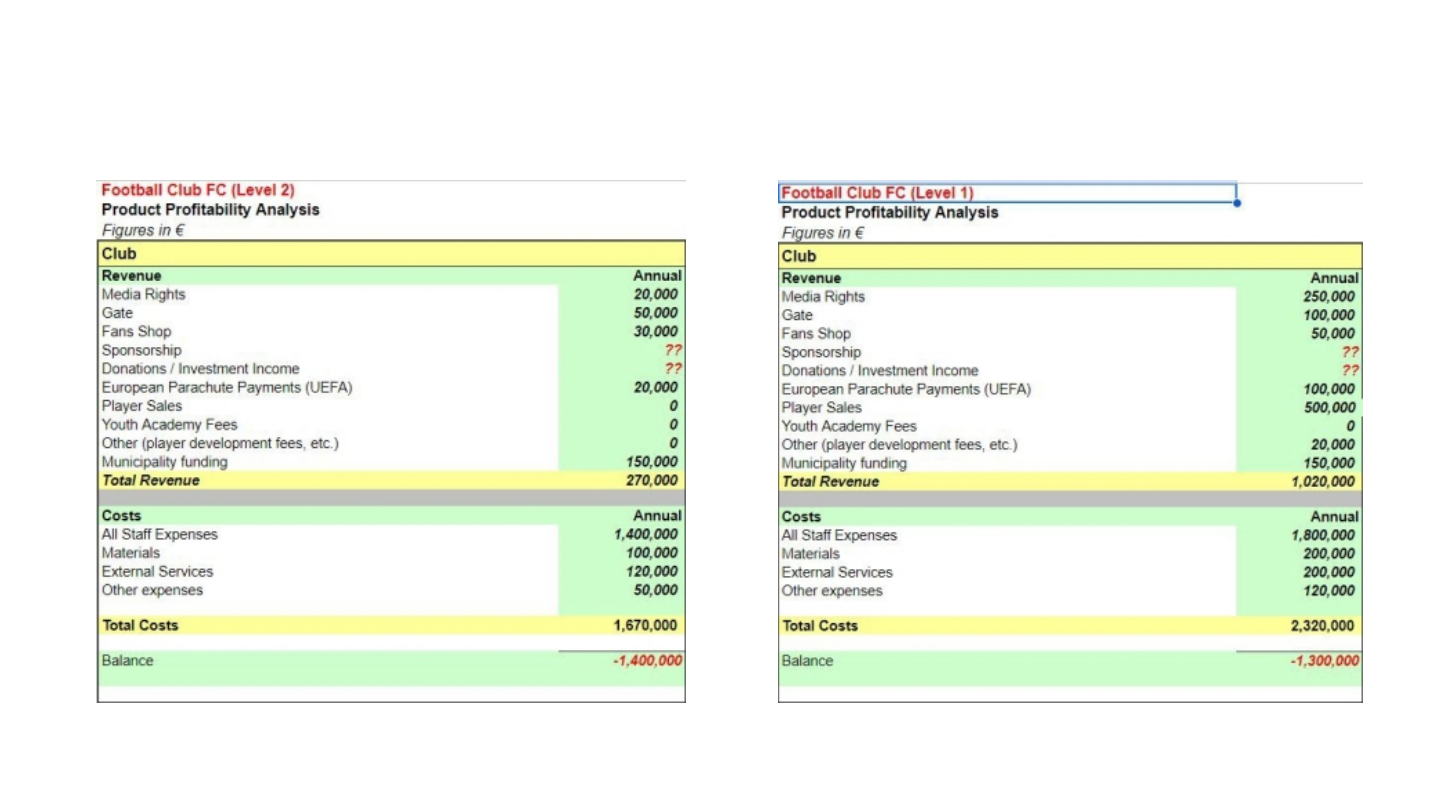 Football Club FC (Level 2)
Product Profitability Analysis
Figures in €
Club
Revenue Annual
Media Rights 20,000
Gate 50,000
Fans Shop 30,000
Sponsorship ??
Donations / Investment Income ??
European Parachute Payments (UEFA) 20,000
Player Sales 0
Youth Academy Fees 0
Other (player development fees, etc.) 0
Municipality funding 150,000
Total Revenue 270,000
Costs Annual
All Staff Expenses 1,400,000
Materials 100,000
External Services 120,000
Other expenses 50,000
Total Costs 1,670,000
Balance -1,400,000
Football Club FC (Level 1)
Product Profitability Analysis
Figures in €
Club
Revenue Annual
Media Rights 250,000
Gate 100,000
Fans Shop 50,000
Sponsorship ??
Donations / Investment Income ??
European Parachute Payments (UEFA) 100,000
Player Sales 500,000
Youth Academy Fees 0
Other (player development fees, etc.) 20,000
Municipality funding 150,000
Total Revenue 1,020,000
Costs Annual
All Staff Expenses 1,800,000
Materials 200,000
External Services 200,000
Other expenses 120,000
Total Costs 2,320,000
Balance -1,300,000